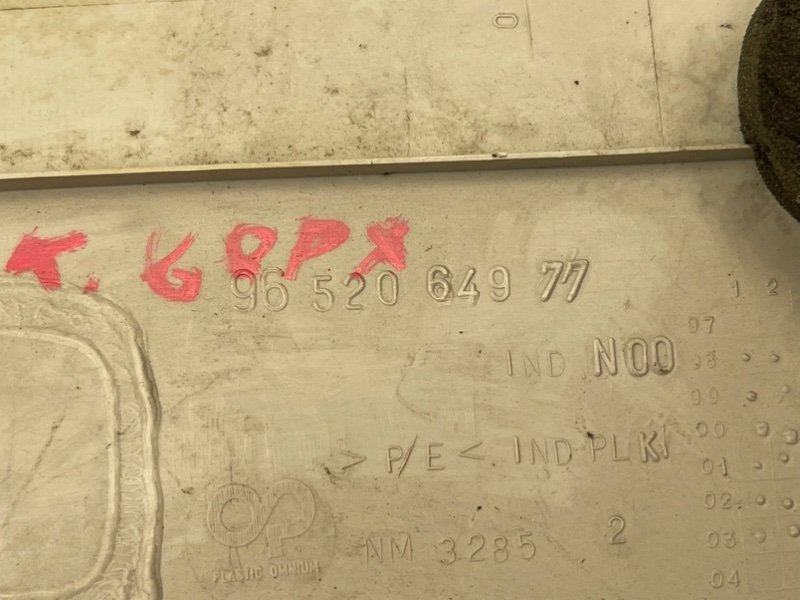 96 520 649 77
1 2
97
IND N00
98
99
00
> P/E < IND PLK
01
02
PLASTIC OMNIUM
NM 3285 2
03
04